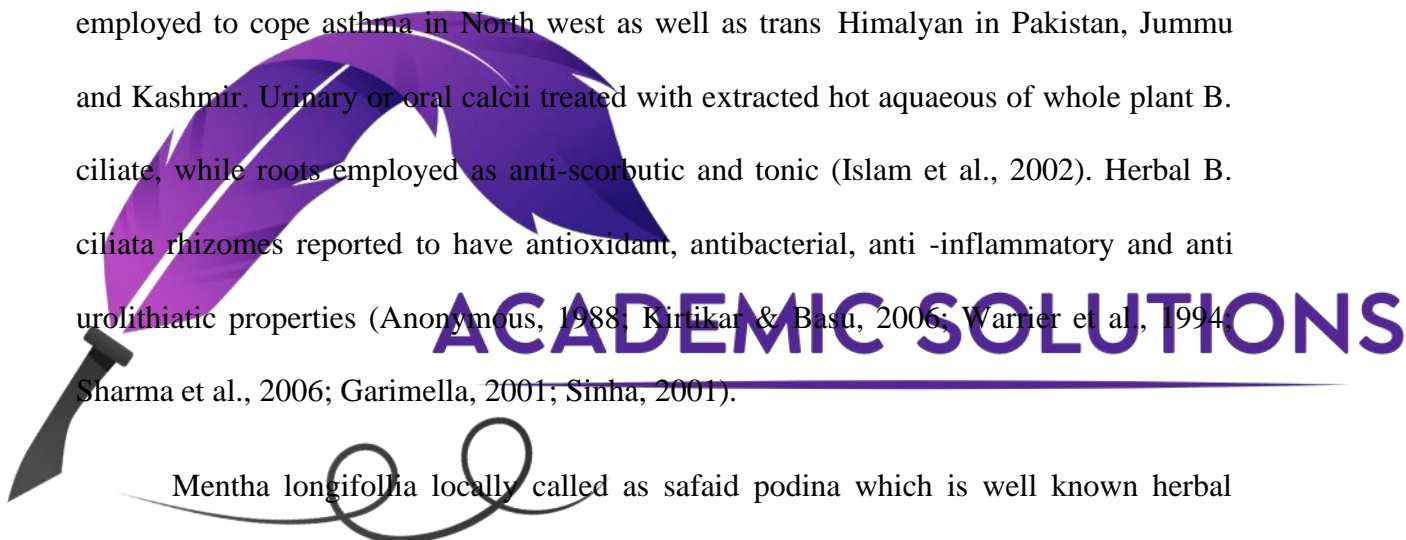 employed to cope asthma in North west as well as trans Himalyan in Pakistan, Jummu
and Kashmir. Urinary or oral calcii treated with extracted hot aquaeous of whole plant B.
ciliate, while roots employed as anti-scorbutic and tonic (Islam et al., 2002). Herbal B.
ciliata rhizomes reported to have antioxidant, antibacterial, anti -inflammatory and anti
urolithiatic properties (Anonymous, 1988; Kirtikar & Basu, 2006; Warrier et al., 1994;
ACADEMIC SOLUTIONS
Sharma et al., 2006; Garimella, 2001; Sinha, 2001).
Mentha longifollia locally called as safaid podina which is well known herbal